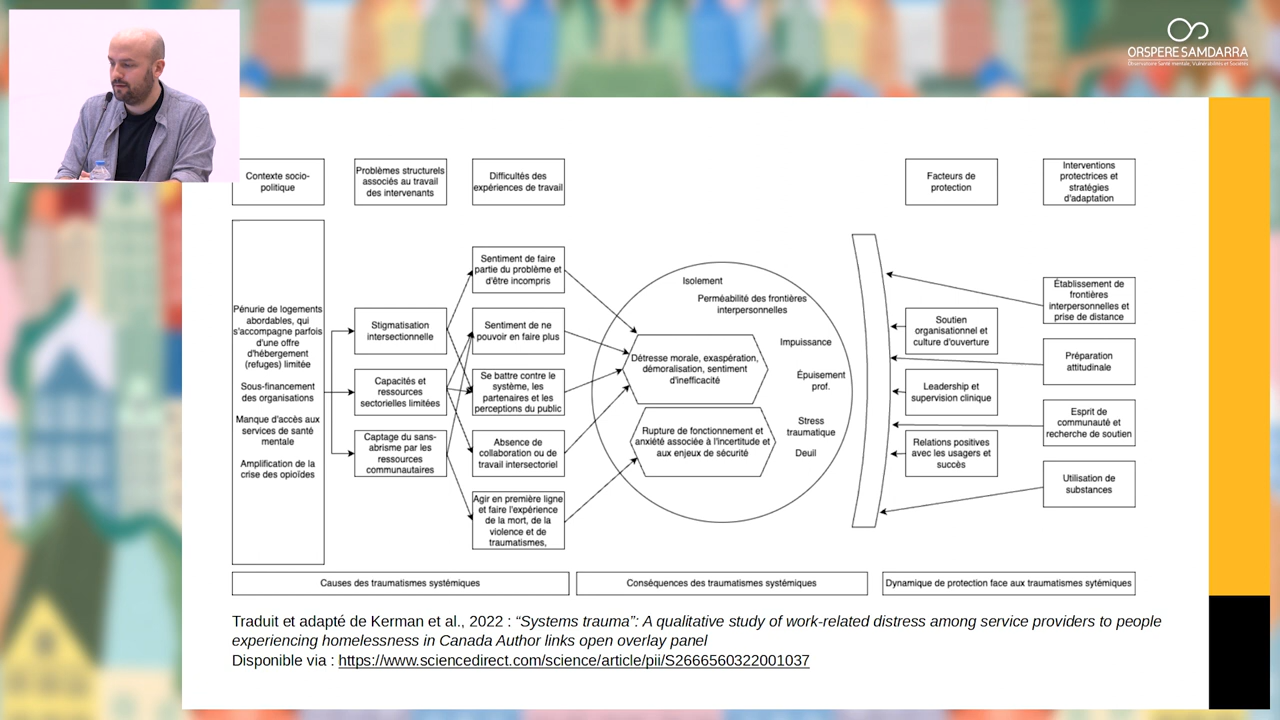 ORSPERE SAMDARRA
Observatoire Santé mentale, Vulnérabilités et Sociétés
Contexte socio-
politique
Problèmes structurels
associés au travail
des intervenants
Difficultés des
expériences de travail
Facteurs de
protection
Interventions
protectrices et
stratégies
d'adaptation
Pénurie de logements
abordables, qui
s'accompagne parfois
d'une offre
d'hébergement
(refuges) limitée
Sous-financement
des organisations
Manque d'accès aux
services de santé
mentale
Amplification de la
crise des opioïdes
Stigmatisation
intersectionnelle
Capacités et
ressources
sectorielles limitées
Captage du sans-
abrisme par les
ressources
communautaires
Sentiment de faire
partie du problème et
d'être incompris
Sentiment de ne
pouvoir en faire plus
Se battre contre le
système, les
partenaires et les
perceptions du public
Absence de
collaboration ou de
travail intersectoriel
Agir en première ligne
et faire l'expérience
de la mort, de la
violence et de
traumatismes,
Isolement
Perméabilité des frontières
interpersonnelles
Impuissance
Détresse morale, exaspération,
démoralisation, sentiment
d'inefficacité
Épuisement
prof.
Rupture de fonctionnement et
anxiété associée à l'incertitude et
aux enjeux de sécurité
Stress
traumatique
Deuil
Soutien
organisationnel et
culture d'ouverture
Leadership et
supervision clinique
Relations positives
avec les usagers et
succès
Établissement de
frontières
interpersonnelles et
prise de distance
Préparation
attitudinale
Esprit de
communauté et
recherche de soutien
Utilisation de
substances
Causes des traumatismes systémiques
Conséquences des traumatismes systémiques
Dynamique de protection face aux traumatismes sytémiques
Traduit et adapté de Kerman et al., 2022 : “Systems trauma”: A qualitative study of work-related distress among service providers to people
experiencing homelessness in Canada Author links open overlay panel
Disponible via : https://www.sciencedirect.com/science/article/pii/S2666560322001037